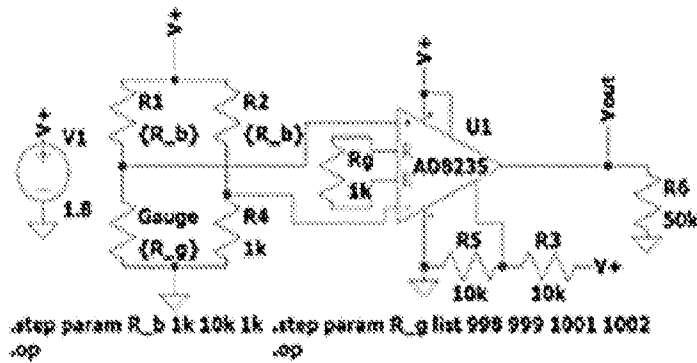 V+
V+
V+
V1
1.8
R1
{R_b}
R2
{R_b}
Gauge
{R_g}
R4
1k
Rg
1k
U1
AD8235
Vout
R6
50k
R5
10k
R3
10k
V+
.step param R_b 1k 10k 1k
.op
.step param R_g list 998 999 1001 1002
.op